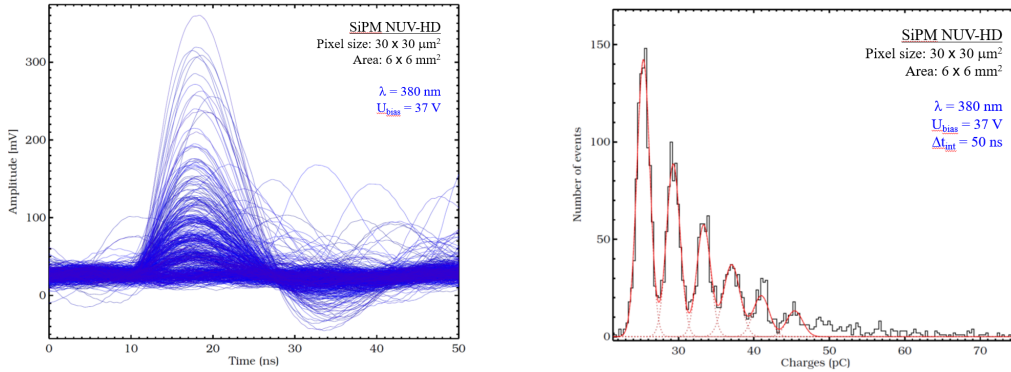 SiPM NUV-HD
Pixel size: 30 x 30 μm²
Area: 6 x 6 mm²
λ = 380 nm
U_bias = 37 V
300
200
100
0
Amplitude [mV]
0 10 20 30 40 50
Time (ns)
SiPM NUV-HD
Pixel size: 30 x 30 μm²
Area: 6 x 6 mm²
λ = 380 nm
U_bias = 37 V
Δt_int = 50 ns
150
100
50
0
Number of events
30 40 50 60 70
Charges (pC)